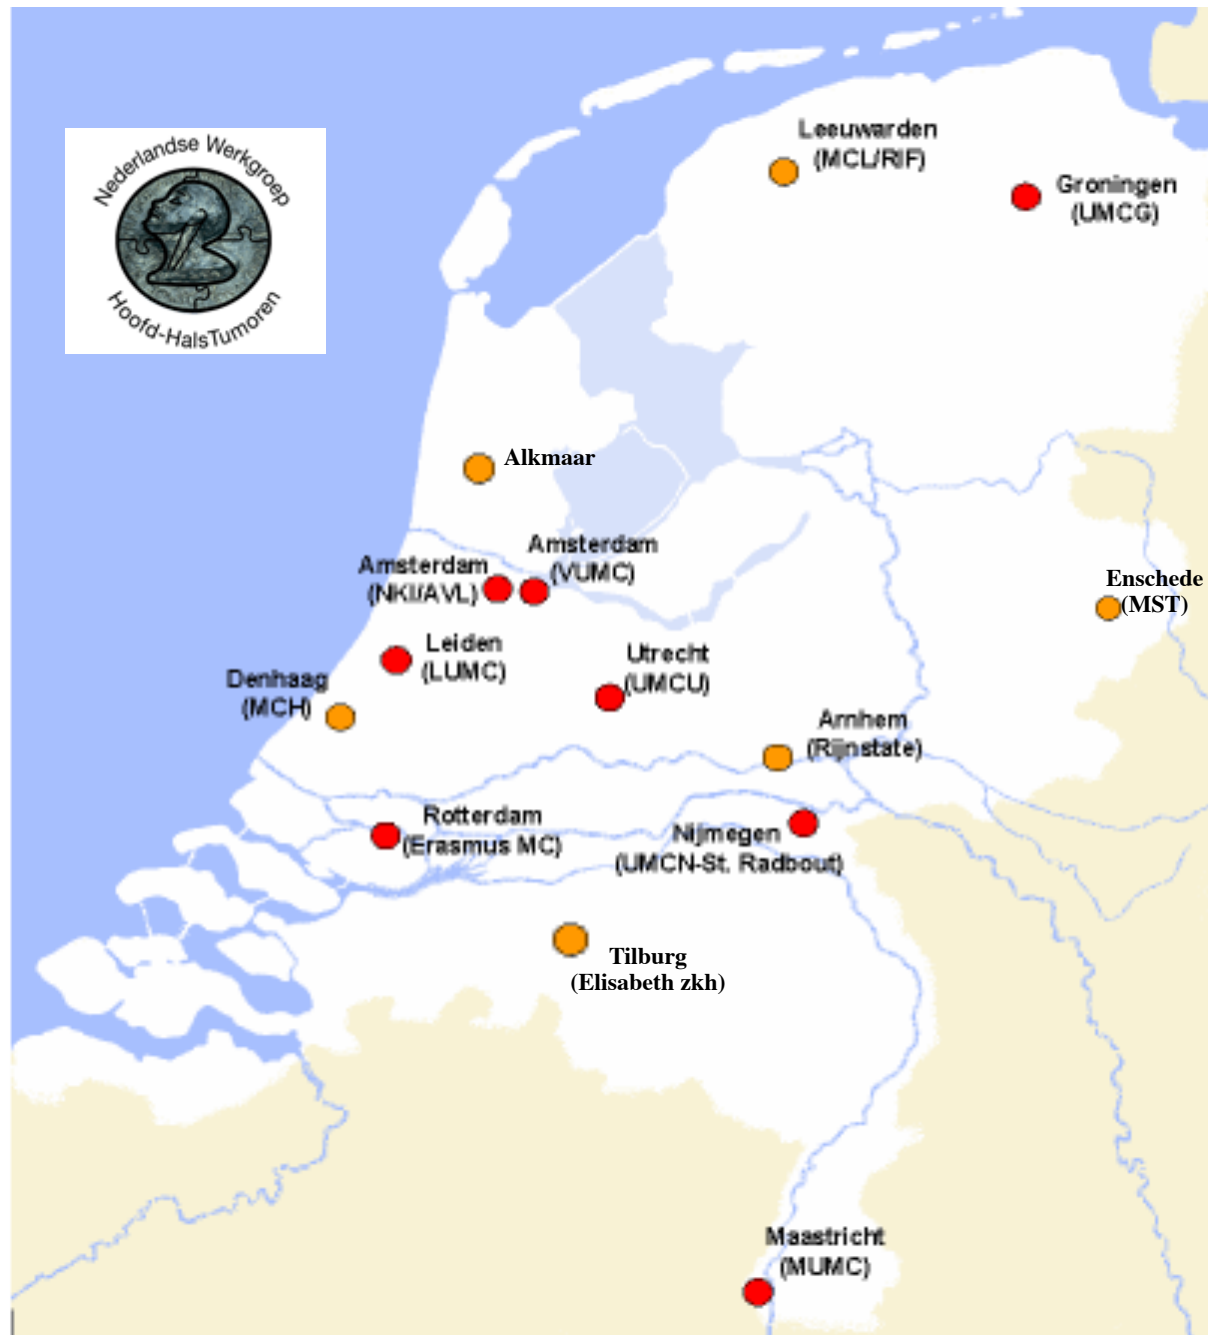 Nederlandse Werkgroep
Hoofd-HalsTumoren
Leeuwarden
(MCL/RIF)
Groningen
(UMCG)
Alkmaar
Amsterdam
(VUMC)
Amsterdam
(NKI/AVL)
Enschede
(MST)
Leiden
(LUMC)
Utrecht
(UMCU)
Denhaag
(MCH)
Arnhem
(Rijnstate)
Rotterdam
(Erasmus MC)
Nijmegen
(UMCN-St. Radbout)
Tilburg
(Elisabeth zkh)
Maastricht
(MUMC)